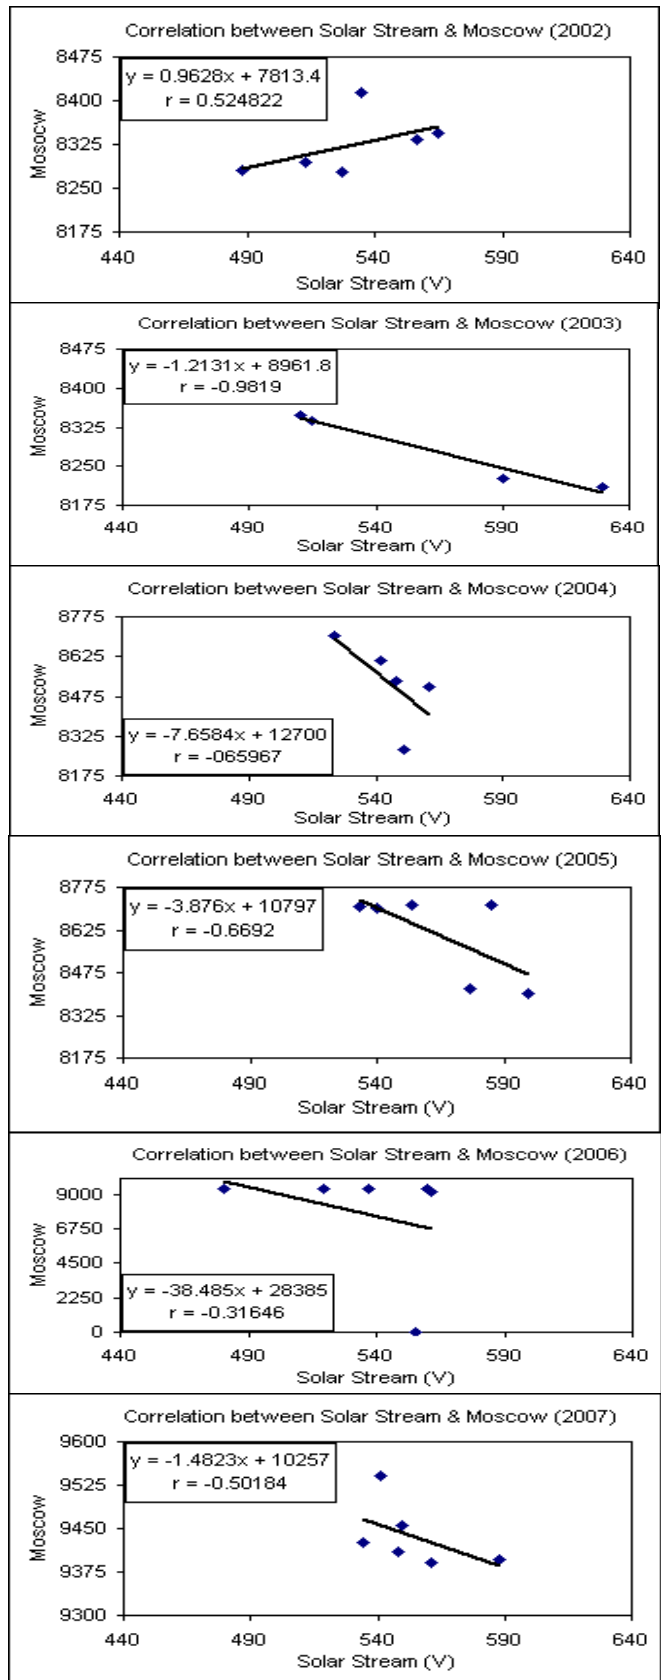 Correlation between Solar Stream & Moscow (2002)
8475
y = 0.9628x + 7813.4
r = 0.524822
8400
8325
8250
8175
Mosocw
440 490 540 590 640
Solar Stream (V)
Correlation between Solar Stream & Moscow (2003)
8475
y = -1.2131x + 8961.8
r = -0.9819
8400
8325
8250
8175
Moscow
440 490 540 590 640
Solar Stream (V)
Correlation between Solar Stream & Moscow (2004)
8775
8625
8475
8325
8175
Moscow
y = -7.6584x + 12700
r = -065967
440 490 540 590 640
Solar Stream (V)
Correlation between Solar Stream & Moscow (2005)
8775
y = -3.876x + 10797
r = -0.6692
8625
8475
8325
8175
Moscow
440 490 540 590 640
Solar Stream (V)
Correlation between Solar Stream & Moscow (2006)
9000
6750
4500
2250
0
Moscow
y = -38.485x + 28385
r = -0.31646
440 490 540 590 640
Solar Stream (V)
Correlation between Solar Stream & Moscow (2007)
9600
y = -1.4823x + 10257
r = -0.50184
9525
9450
9375
9300
Moscow
440 490 540 590 640
Solar Stream (V)